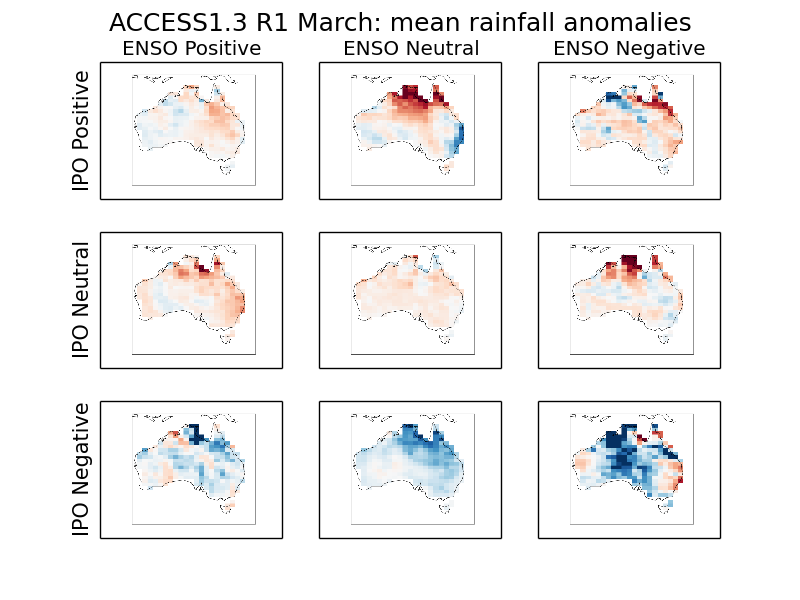 ACCESS1.3 R1 March: mean rainfall anomalies
ENSO Positive
ENSO Neutral
ENSO Negative
IPO Positive
IPO Neutral
IPO Negative